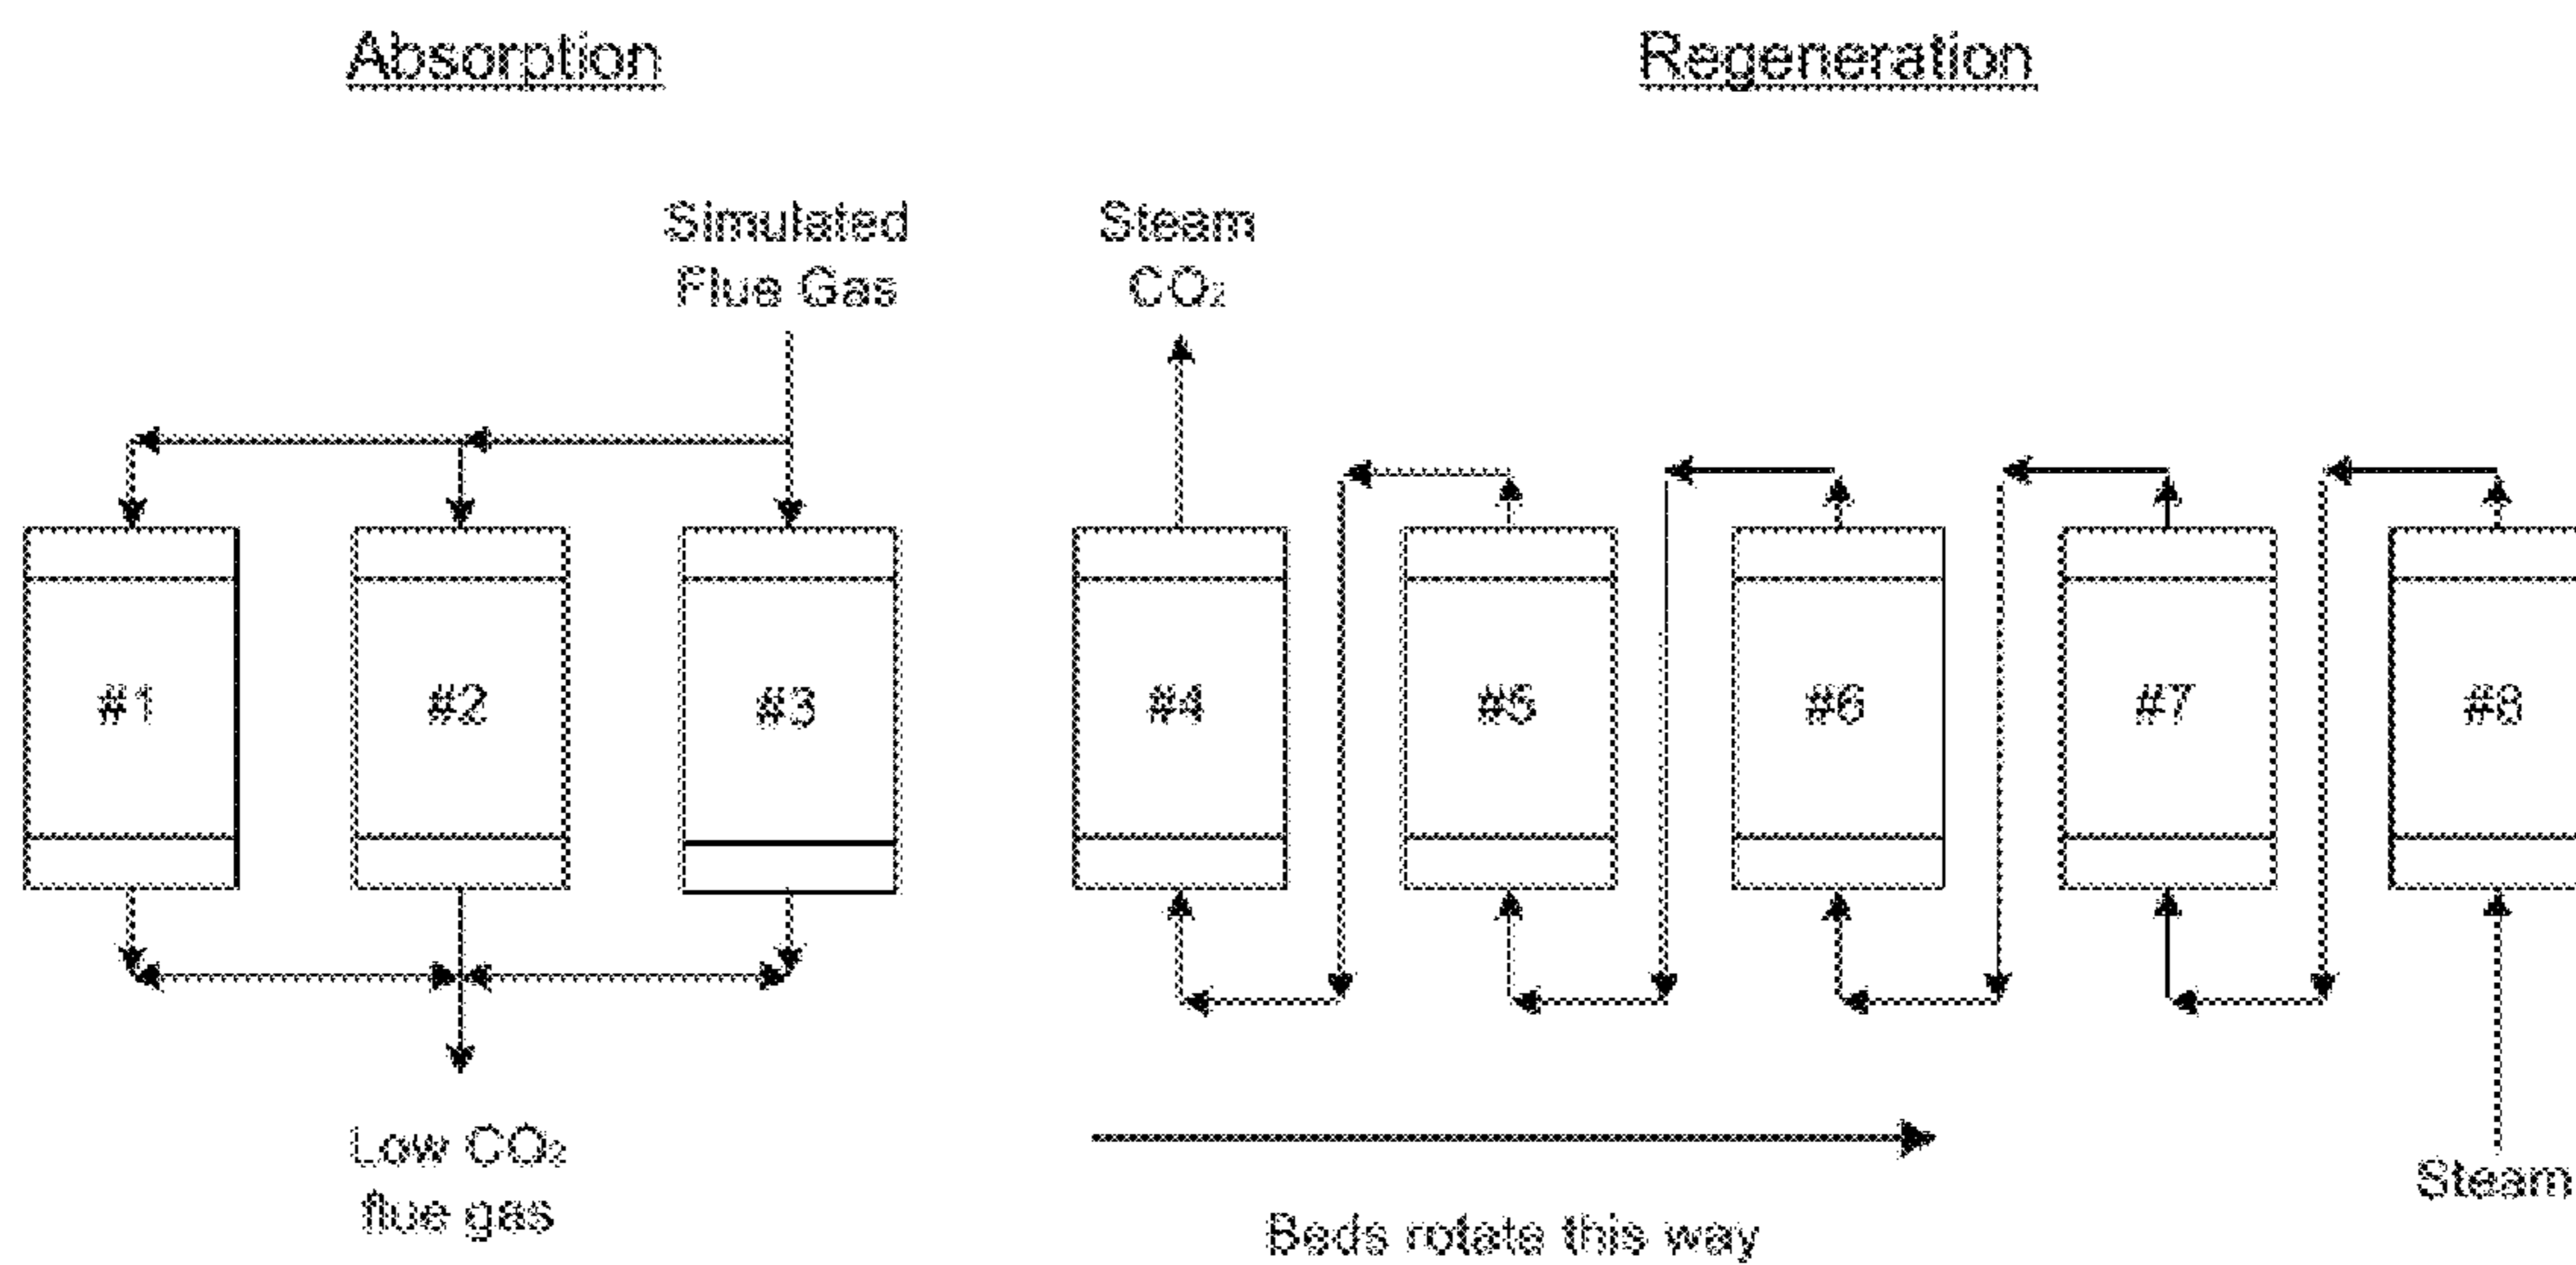 Absorption
Regeneration
Simulated
Flue Gas
Steam
CO₂
#1
#2
#3
#4
#5
#6
#7
#8
Low CO₂
flue gas
Steam
Beds rotate this way